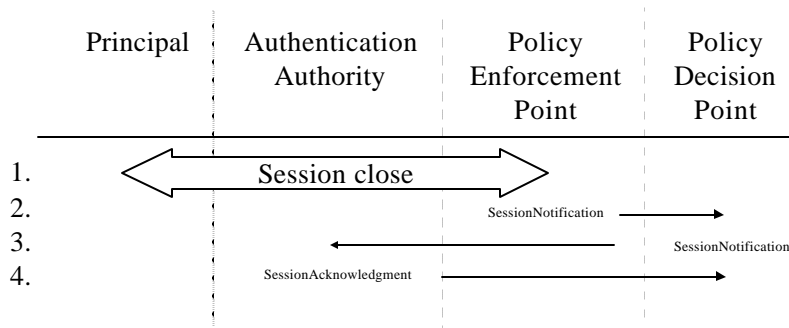 Principal
Authentication
Authority
Policy
Enforcement
Point
Policy
Decision
Point
1.
Session close
2.
SessionNotification
3.
SessionNotification
4.
SessionAcknowledgment